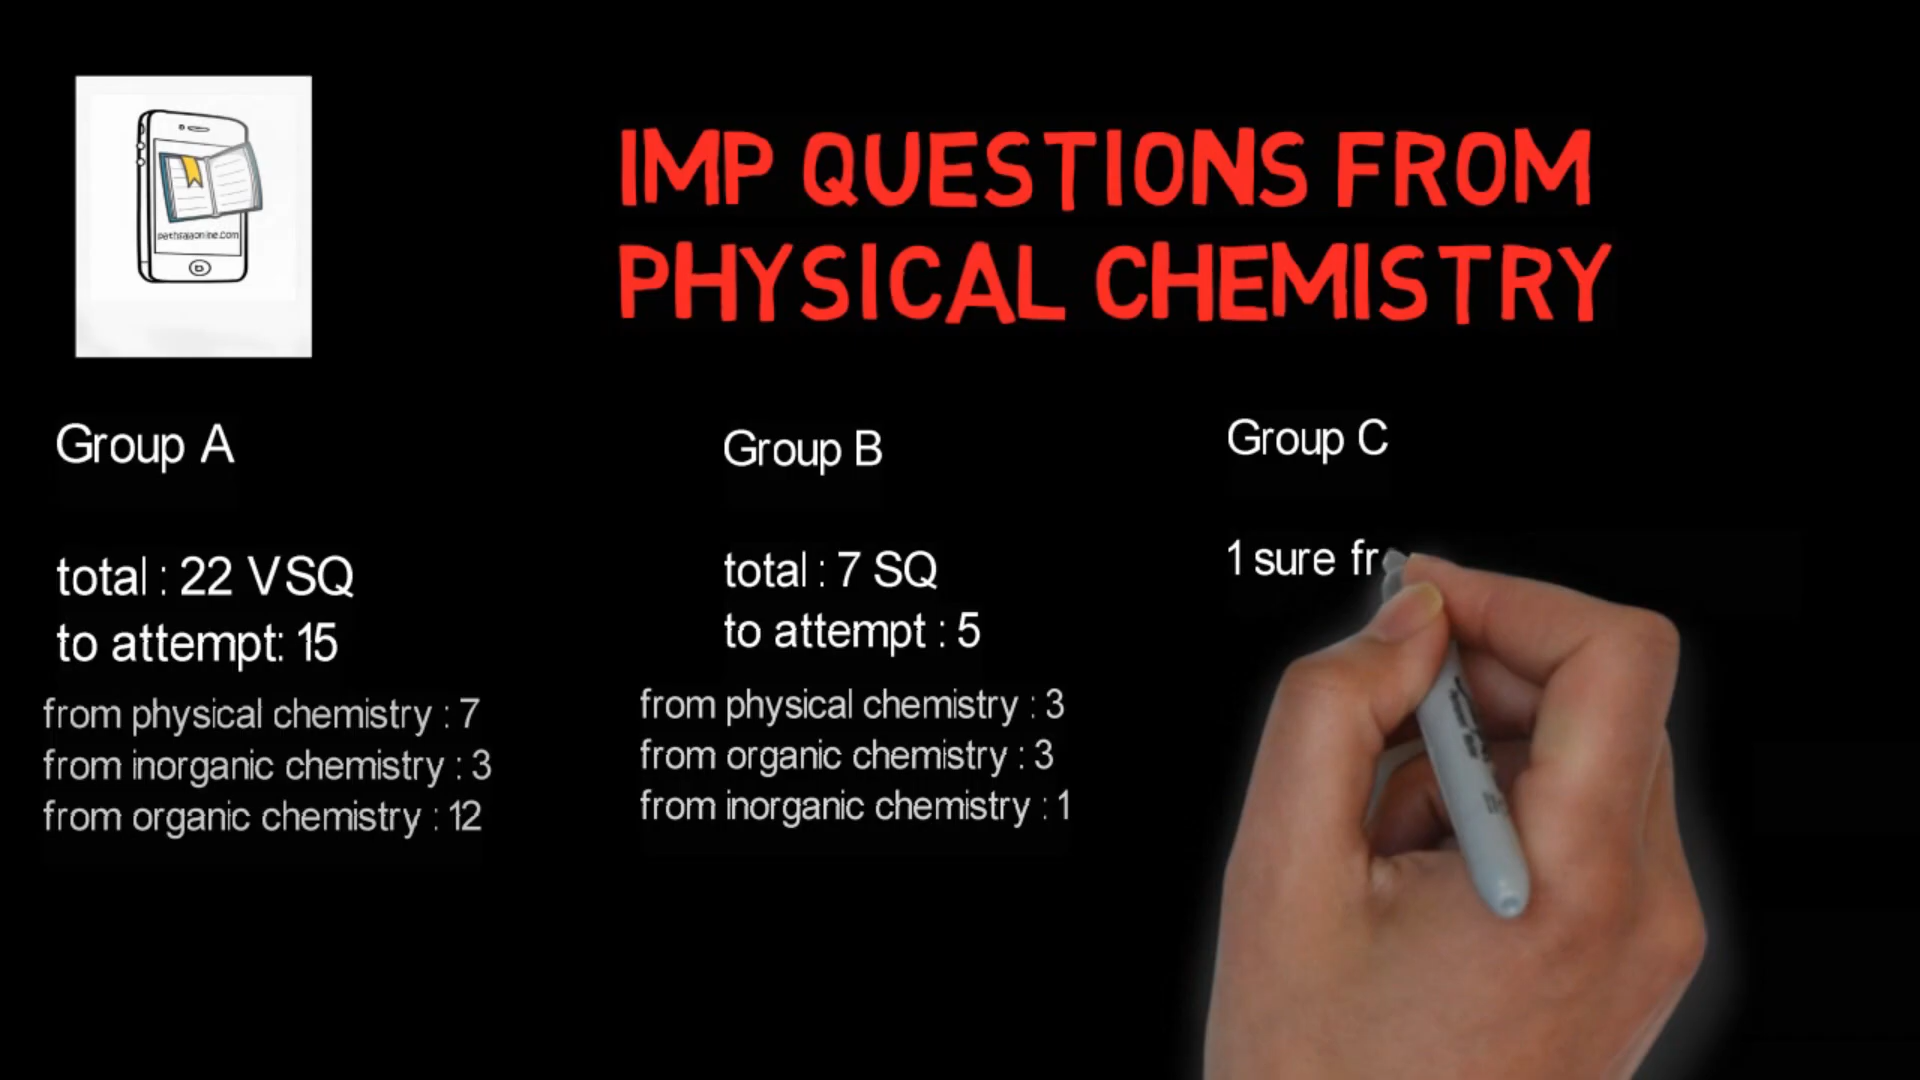 IMP QUESTIONS FROM
PHYSICAL CHEMISTRY
Group A
total : 22 VSQ
to attempt: 15
from physical chemistry : 7
from inorganic chemistry : 3
from organic chemistry : 12
Group B
total : 7 SQ
to attempt : 5
from physical chemistry : 3
from organic chemistry : 3
from inorganic chemistry : 1
Group C
1 sure fr